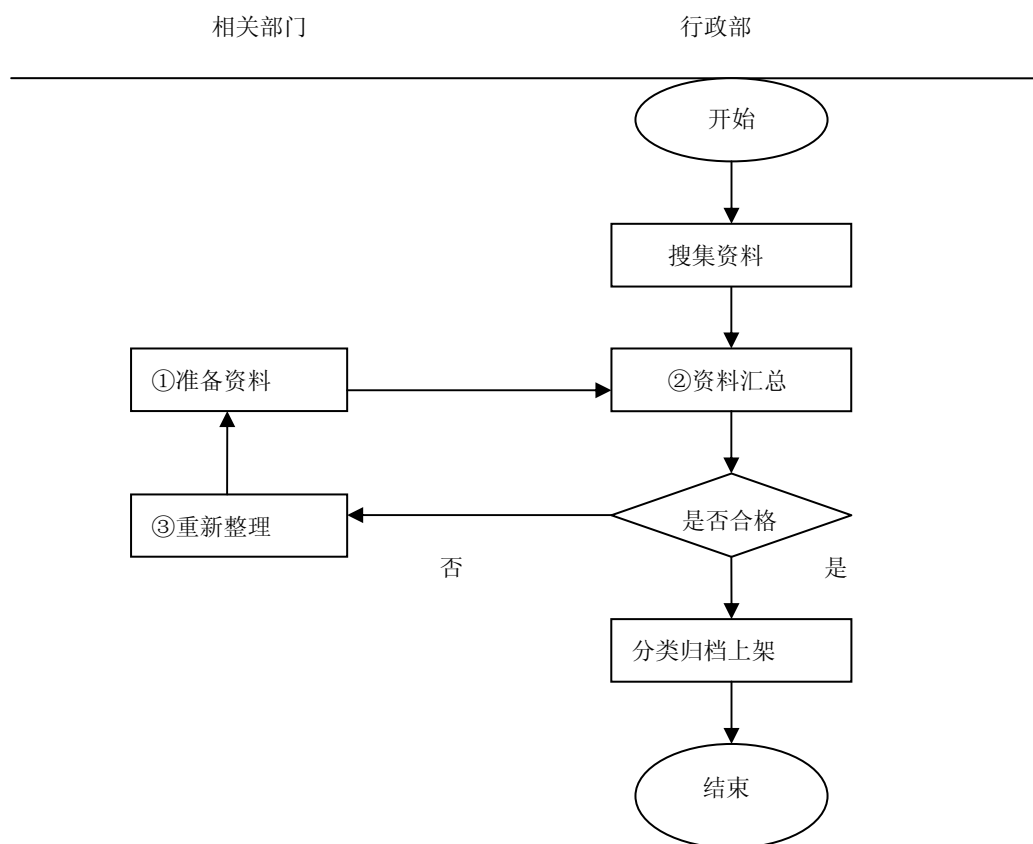 相关部门 行政部
开始
搜集资料
①准备资料 ②资料汇总
③重新整理 是否合格
否 是
分类归档上架
结束